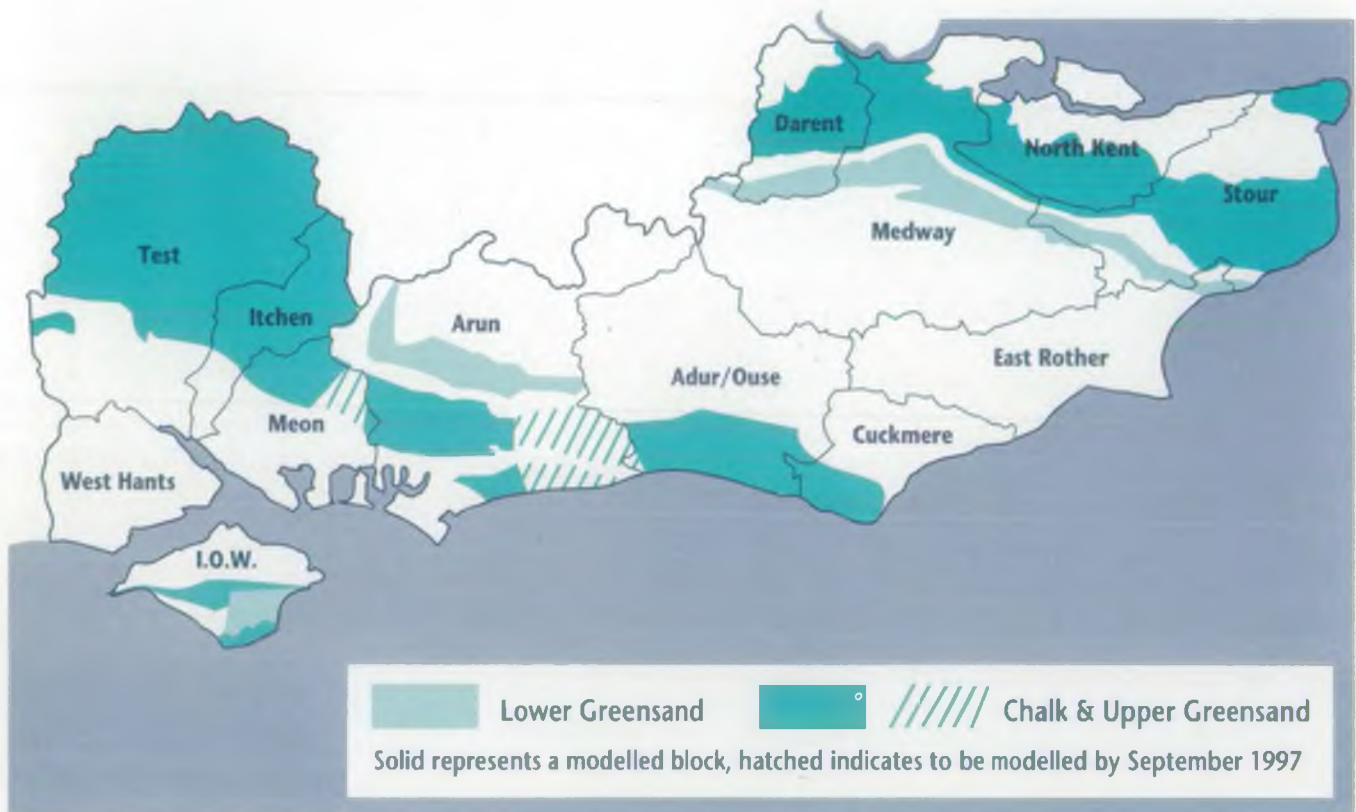 Darent
North Kent
Stour
Medway
Test
Itchen
Arun
East Rother
Adur/Ouse
Meon
Cuckmere
West Hants
I.O.W.
Lower Greensand
Chalk & Upper Greensand
Solid represents a modelled block, hatched indicates to be modelled by September 1997